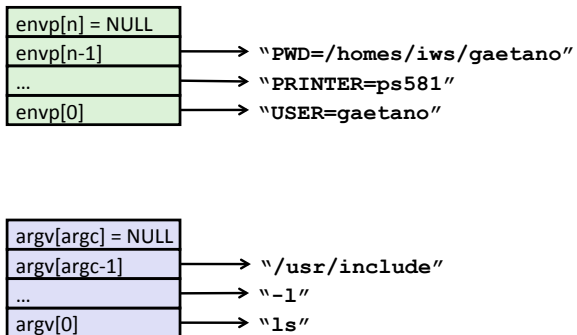 envp[n] = NULL
envp[n-1] “PWD=/homes/iws/gaetano”
… “PRINTER=ps581”
envp[0] “USER=gaetano”
argv[argc] = NULL
argv[argc-1] “/usr/include”
… “-l”
argv[0] “ls”